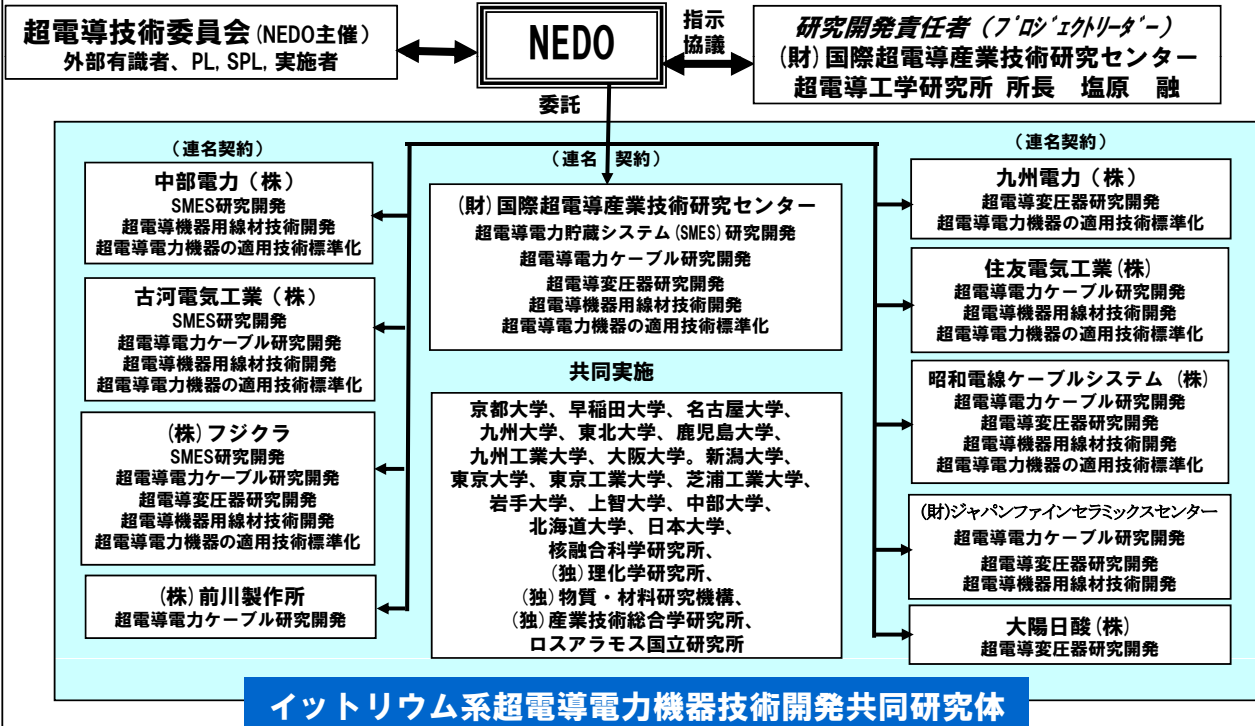 超電導技術委員会(NEDO主催)
外部有識者、PL, SPL, 実施者
NEDO
指示
協議
研究開発責任者(プロジェクトリーダー)
(財)国際超電導産業技術研究センター
超電導工学研究所 所長 塩原 融
委託
(連名契約)
中部電力(株)
SMES研究開発
超電導機器用線材技術開発
超電導電力機器の適用技術標準化
古河電気工業(株)
SMES研究開発
超電導電力ケーブル研究開発
超電導機器用線材技術開発
超電導電力機器の適用技術標準化
(株)フジクラ
SMES研究開発
超電導電力ケーブル研究開発
超電導変圧器研究開発
超電導機器用線材技術開発
超電導電力機器の適用技術標準化
(株)前川製作所
超電導電力ケーブル研究開発
(連名 契約)
(財)国際超電導産業技術研究センター
超電導電力貯蔵システム(SMES)研究開発
超電導電力ケーブル研究開発
超電導変圧器研究開発
超電導機器用線材技術開発
超電導電力機器の適用技術標準化
共同実施
京都大学、早稲田大学、名古屋大学、
九州大学、東北大学、鹿児島大学、
九州工業大学、大阪大学。新潟大学、
東京大学、東京工業大学、芝浦工業大学、
岩手大学、上智大学、中部大学、
北海道大学、日本大学、
核融合科学研究所、
(独)理化学研究所、
(独)物質・材料研究機構、
(独)産業技術総合学研究所、
ロスアラモス国立研究所
(連名契約)
九州電力(株)
超電導変圧器研究開発
超電導電力機器の適用技術標準化
住友電気工業(株)
超電導電力ケーブル研究開発
超電導機器用線材技術開発
超電導電力機器の適用技術標準化
昭和電線ケーブルシステム(株)
超電導電力ケーブル研究開発
超電導変圧器研究開発
超電導機器用線材技術開発
超電導電力機器の適用技術標準化
(財)ジャパンファインセラミックスセンター
超電導電力ケーブル研究開発
超電導変圧器研究開発
超電導機器用線材技術開発
大陽日酸(株)
超電導変圧器研究開発
イットリウム系超電導電力機器技術開発共同研究体